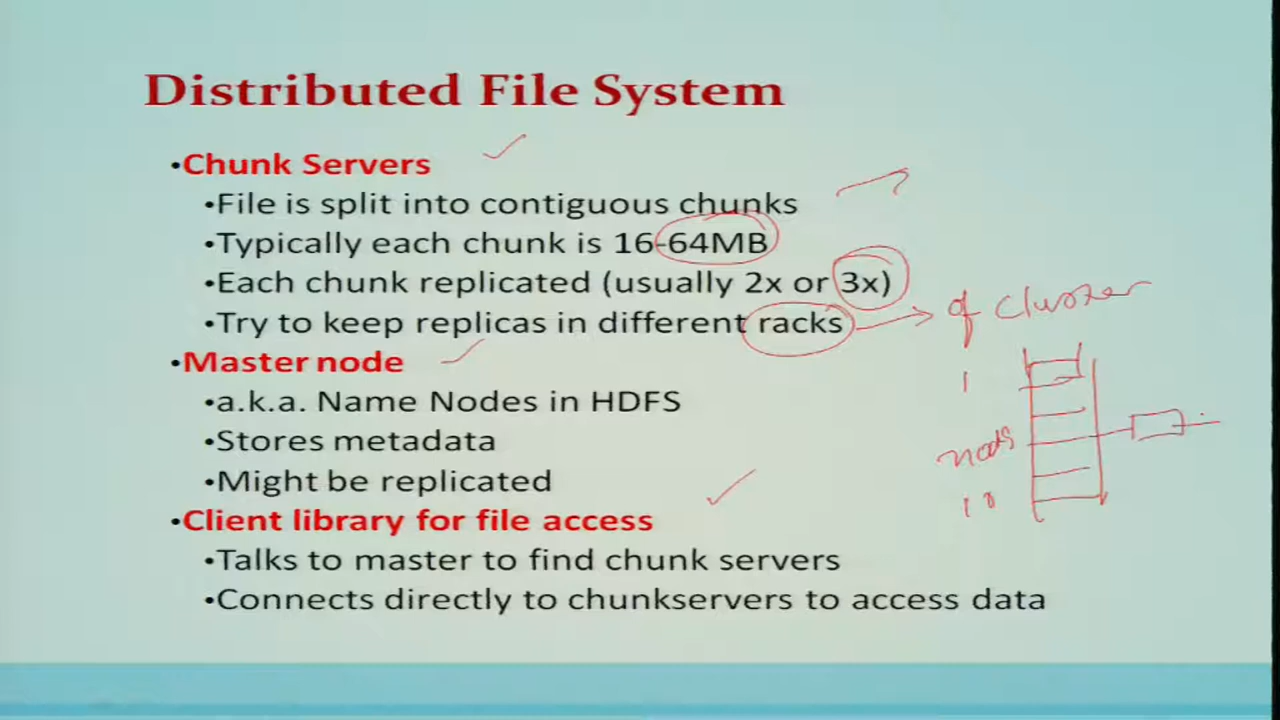 Distributed File System
•Chunk Servers
•File is split into contiguous chunks
•Typically each chunk is 16-64MB
•Each chunk replicated (usually 2x or 3x)
•Try to keep replicas in different racks
of cluster
•Master node
•a.k.a. Name Nodes in HDFS
1
•Stores metadata
nods
•Might be replicated
•Client library for file access
•Talks to master to find chunk servers
•Connects directly to chunkservers to access data